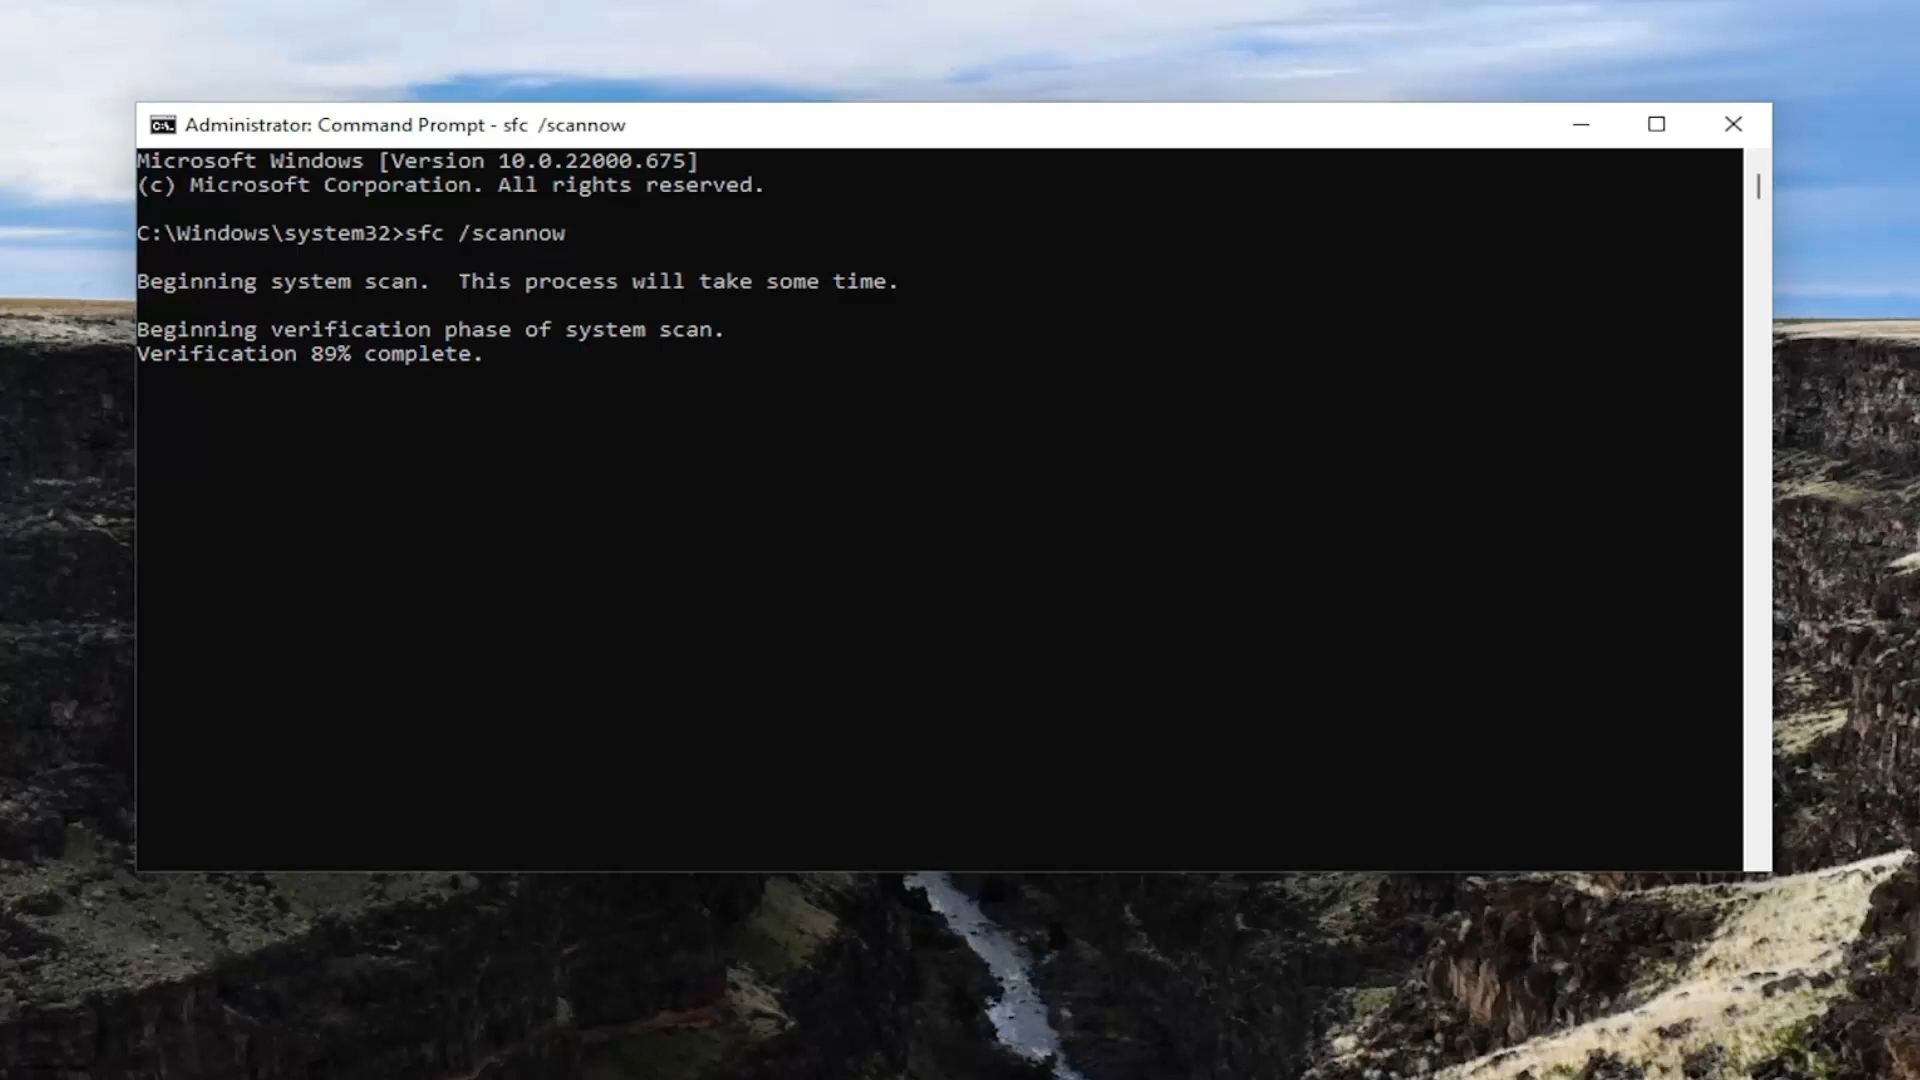 Administrator: Command Prompt - sfc  /scannow
Microsoft Windows [Version 10.0.22000.675]
(c) Microsoft Corporation. All rights reserved.
C:\Windows\system32>sfc /scannow
Beginning system scan.  This process will take some time.
Beginning verification phase of system scan.
Verification 89% complete.